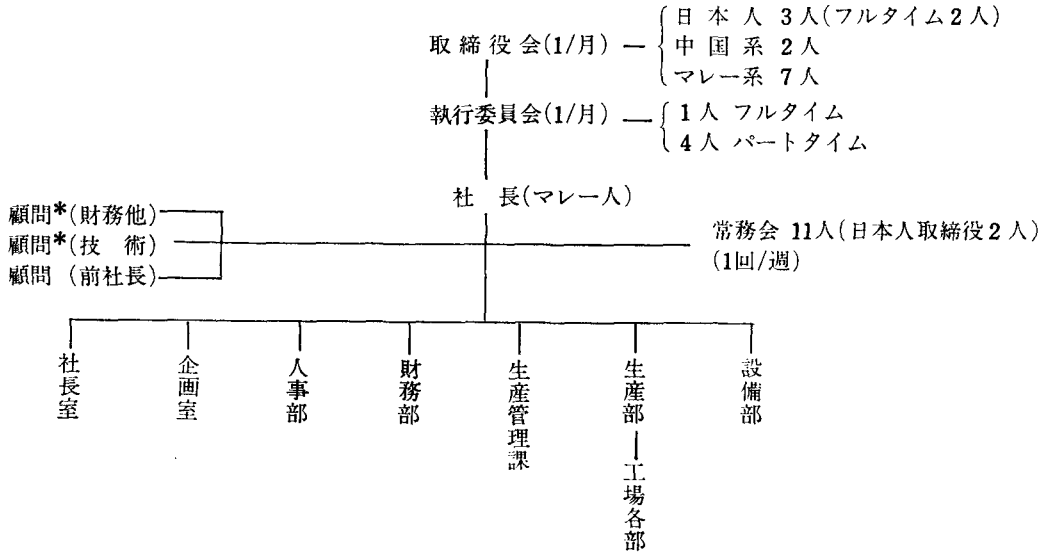 取締役会(1/月)
日本人 3人(フルタイム2人)
中国系 2人
マレー系 7人
執行委員会(1/月)
1人 フルタイム
4人 パートタイム
社長(マレー人)
顧問*(財務他)
顧問*(技術)
顧問(前社長)
常務会 11人(日本人取締役2人)
(1回/週)
社長室
企画室
人事部
財務部
生産管理課
生産部
工場各部
設備部